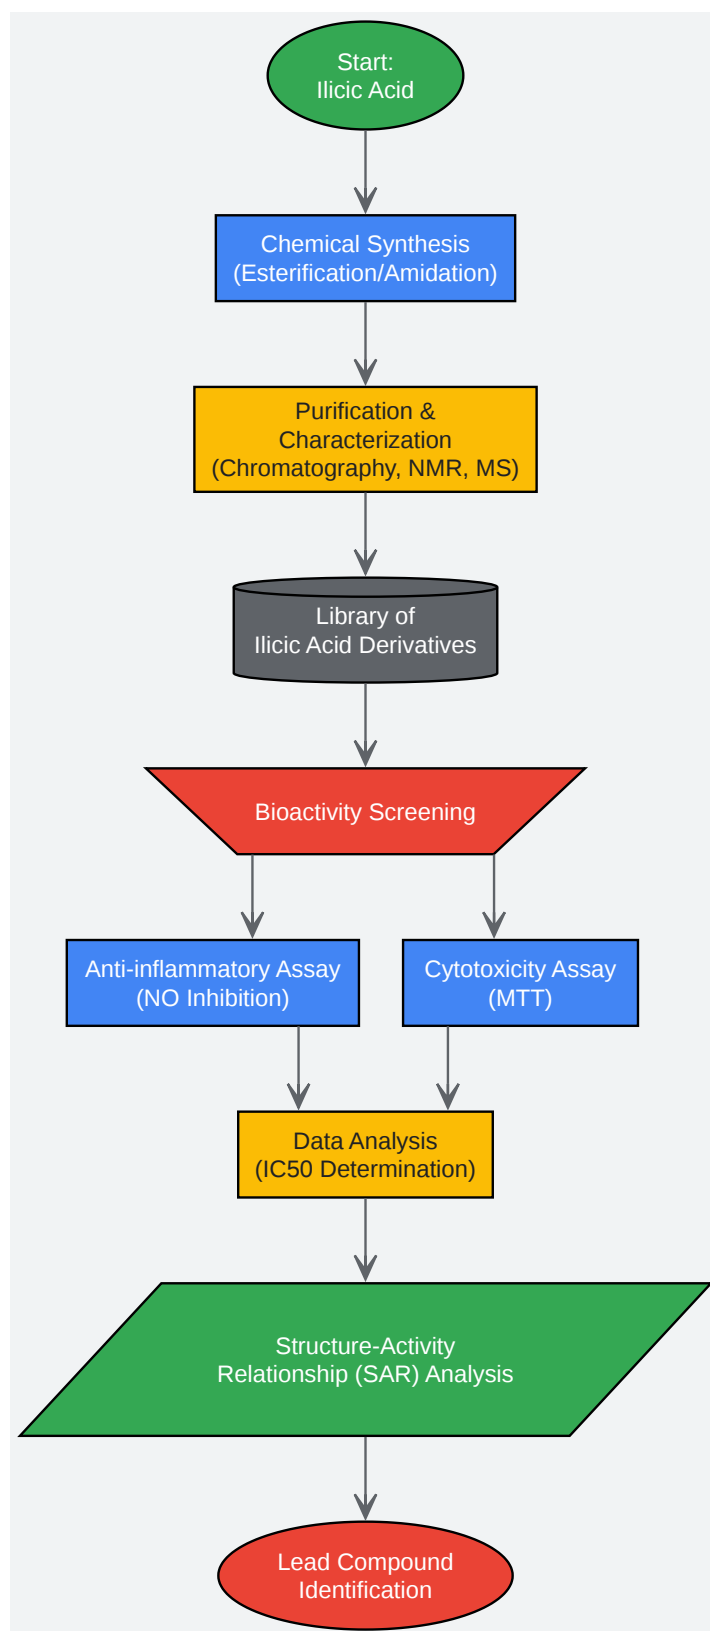 Start:
Ilicic Acid
Chemical Synthesis
(Esterification/Amidation)
Purification &
Characterization
(Chromatography, NMR, MS)
Library of
Ilicic Acid Derivatives
Bioactivity Screening
Anti-inflammatory Assay
(NO Inhibition)
Cytotoxicity Assay
(MTT)
Data Analysis
(IC50 Determination)
Structure-Activity
Relationship (SAR) Analysis
Lead Compound
Identification